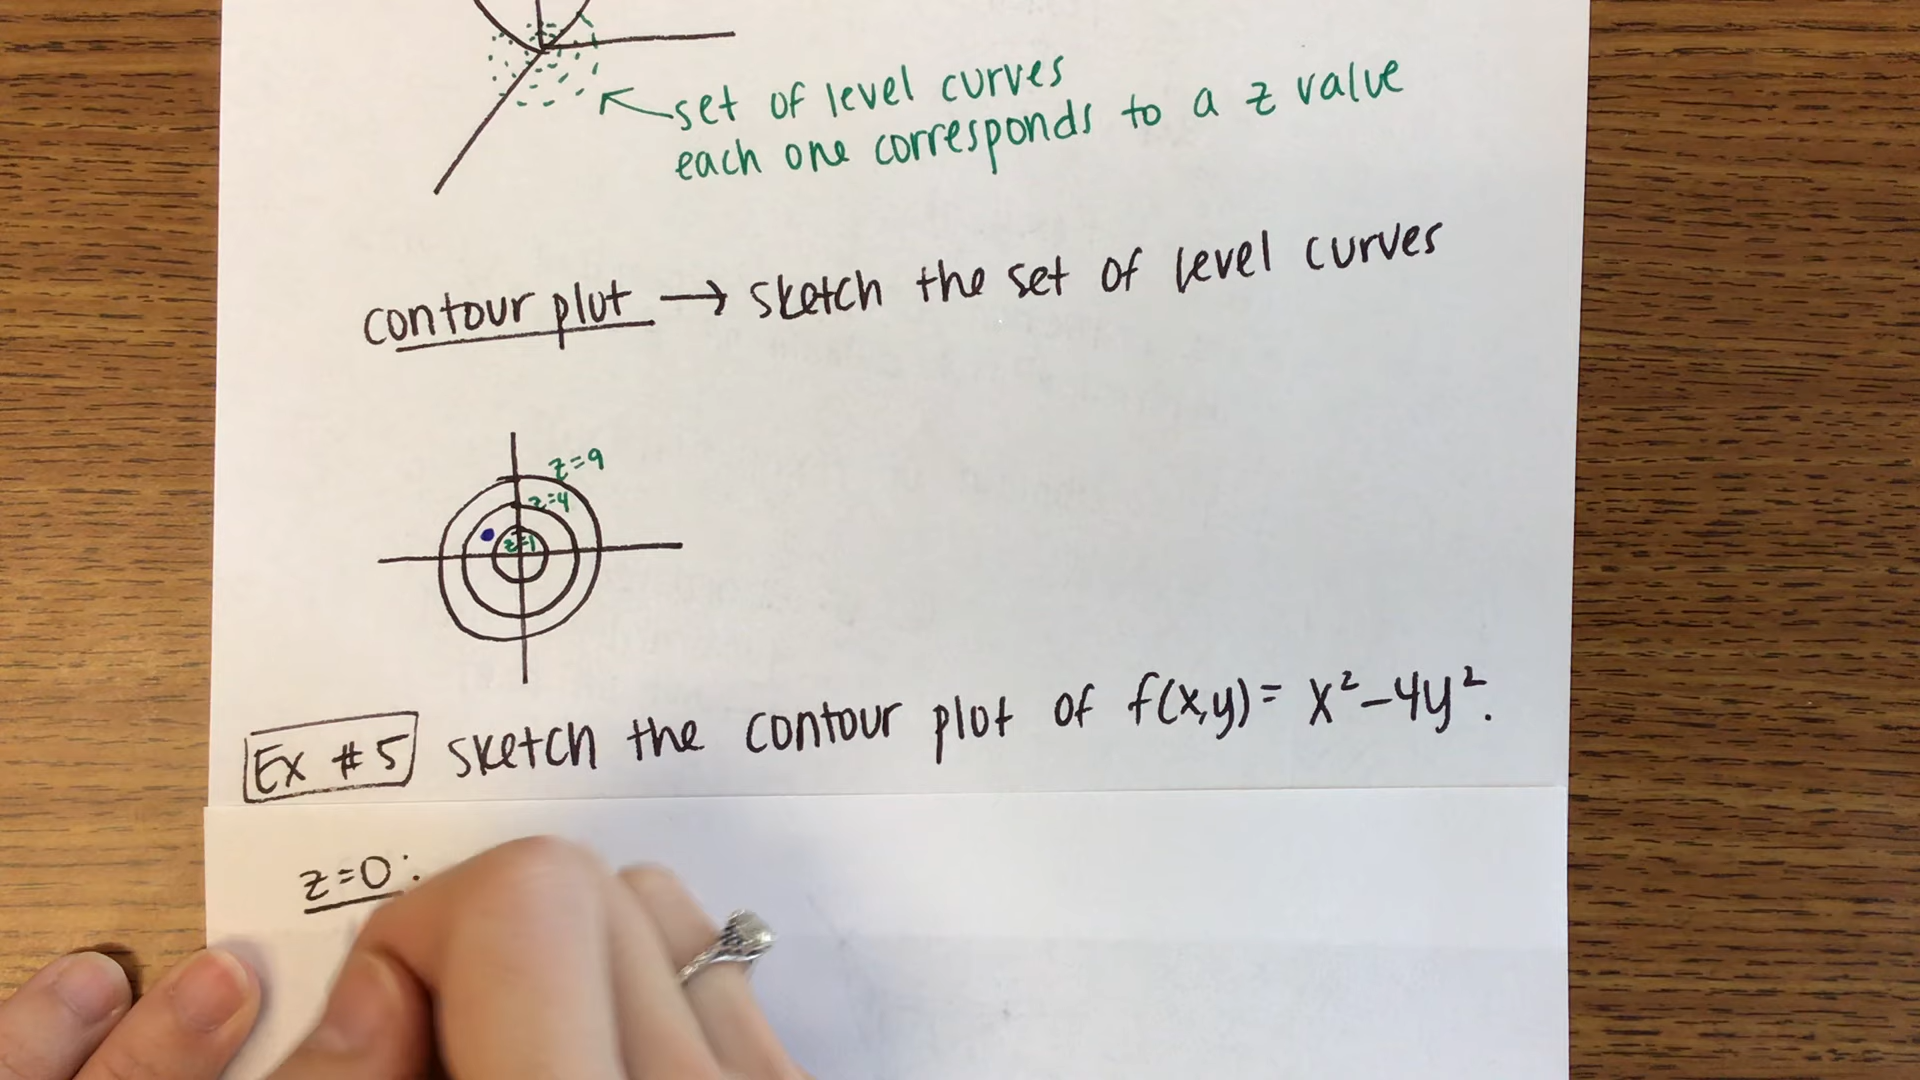 set of level curves
each one corresponds to a z value
contour plot → sketch the set of level curves
z=9
z=4
z=1
Ex #5 sketch the contour plot of f(x,y)= x²-4y².
z=0: